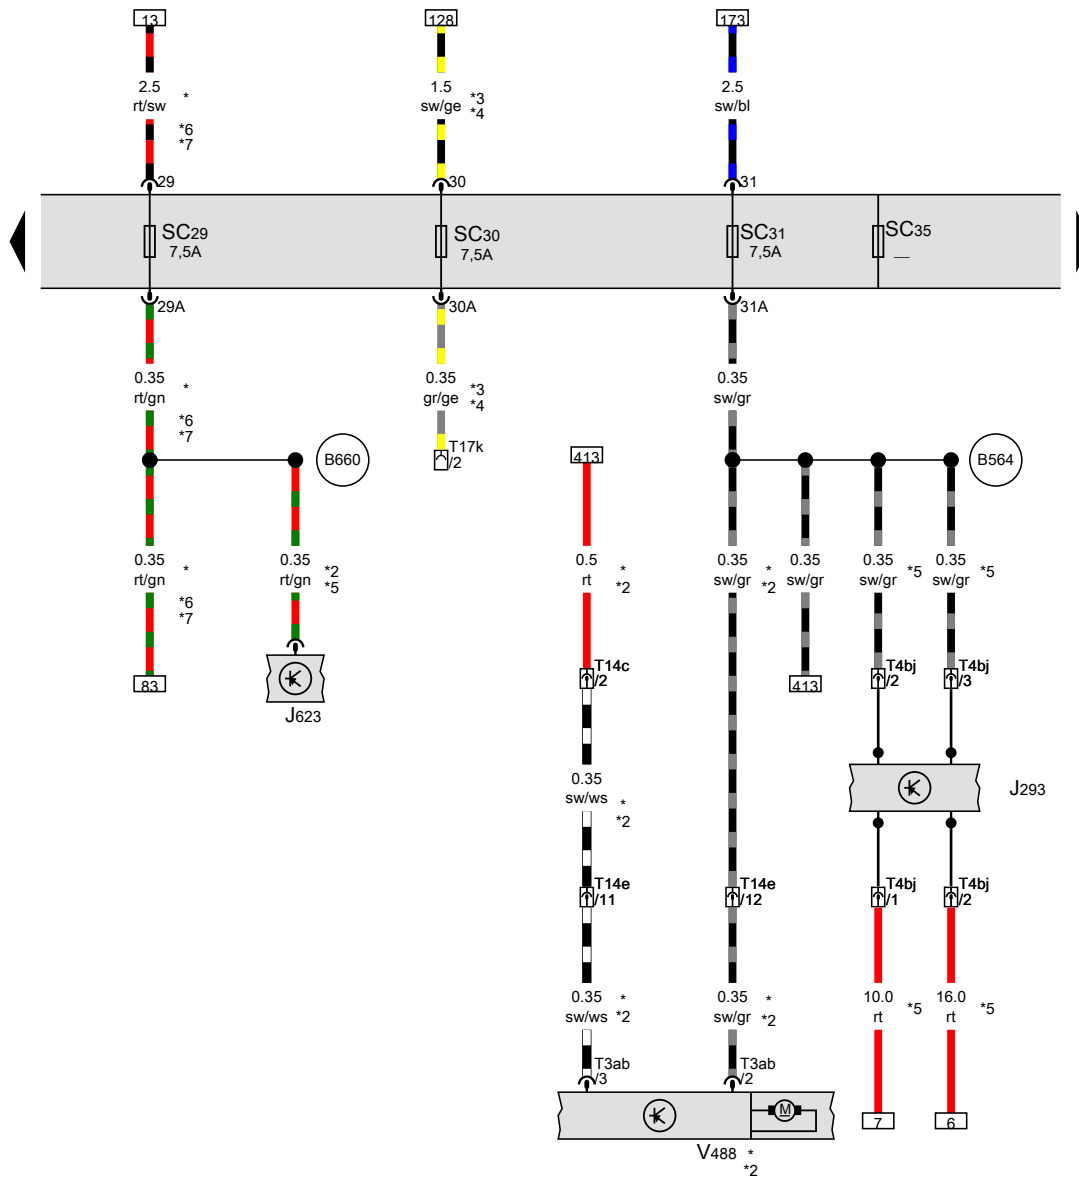 13
128
173
2.5
rt/sw
*
*6
*7
1.5
sw/ge
*3
*4
2.5
sw/bl
29
30
31
SC29
7,5A
SC30
7,5A
SC31
7,5A
SC35
—
29A
30A
31A
0.35
rt/gn
*
*6
*7
0.35
gr/ge
*3
*4
0.35
sw/gr
B660
T17k
/2
413
B564
0.35
rt/gn
*
*6
*7
0.35
rt/gn
*2
*5
0.5
rt
*
*2
0.35
sw/gr
*
*2
0.35
sw/gr
0.35
sw/gr
*5
0.35
sw/gr
*5
83
J623
T14c
/2
413
T4bj
/2
T4bj
/3
0.35
sw/ws
*
*2
J293
T14e
/11
T14e
/12
T4bj
/1
T4bj
/2
0.35
sw/ws
*
*2
0.35
sw/gr
*
*2
10.0
rt
*5
16.0
rt
*5
T3ab
/3
T3ab
/2
M
7
6
V488
*
*2